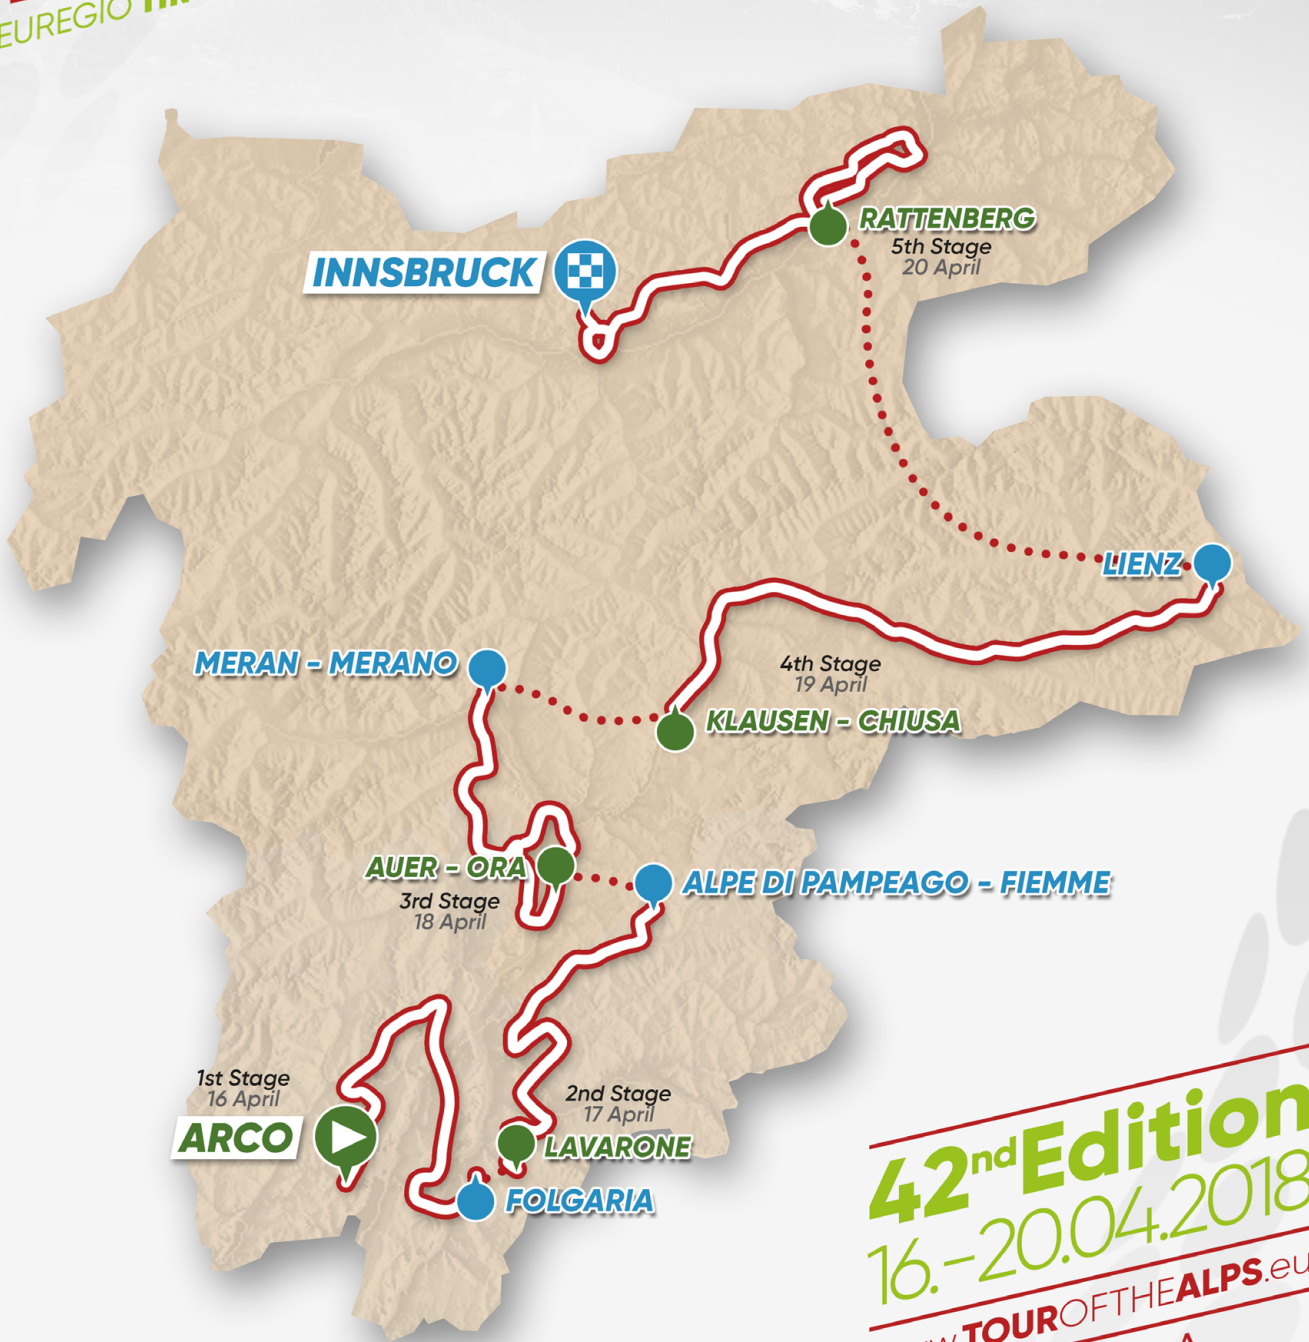 EUREGIO
INNSBRUCK
RATTENBERG
5th Stage
20 April
LIENZ
MERAN - MERANO
4th Stage
19 April
KLAUSEN - CHIUSA
AUER - ORA
3rd Stage
18 April
ALPE DI PAMPEAGO - FIEMME
1st Stage
16 April
ARCO
2nd Stage
17 April
LAVARONE
FOLGARIA
42nd Edition
16.-20.04.2018
TOUROFTHEALPS.eu